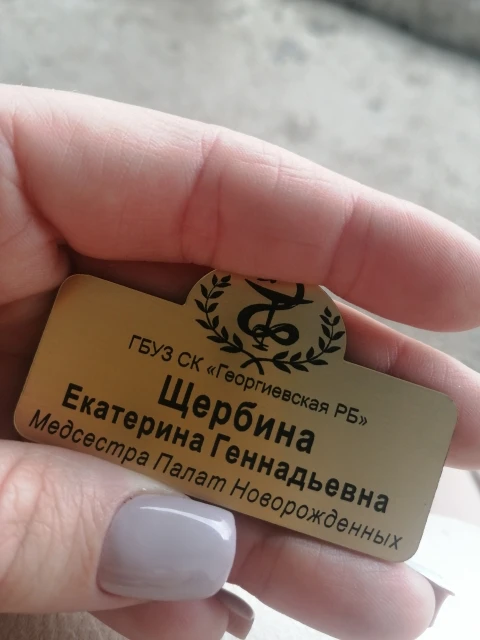 ГБУЗ СК «Георгиевская РБ»
Щербина
Екатерина Геннадьевна
Медсестра Палат Новорожденных